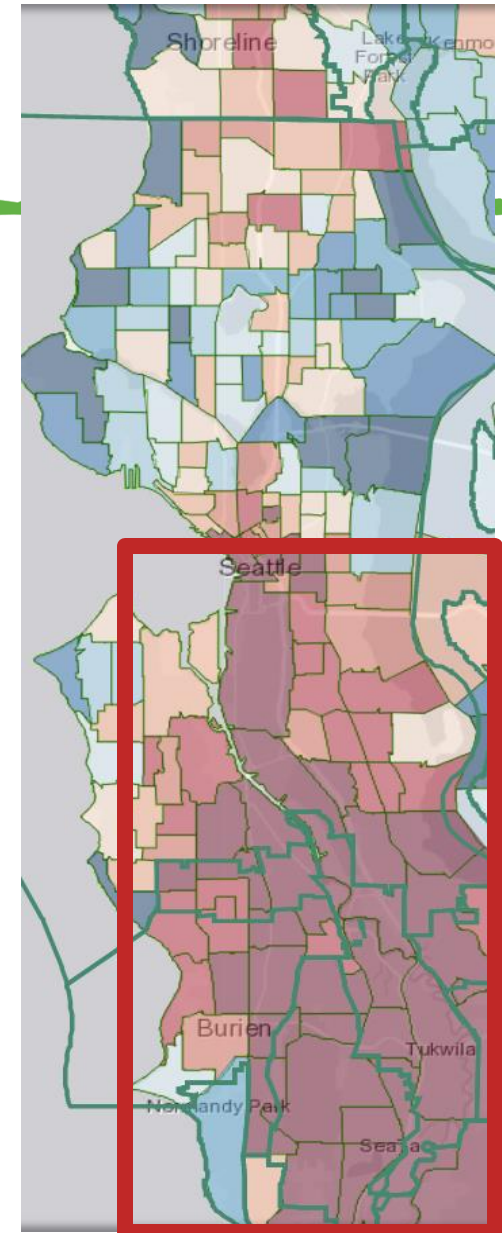 Shoreline
Lake
Forest
Park
Kenmo
Seattle
Burien
Tukwila
Normandy Park